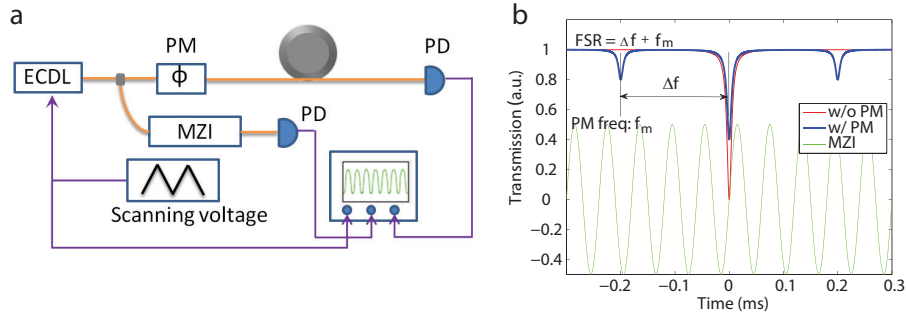 a
ECDL
PM
Φ
PD
MZI
PD
Scanning voltage
b
FSR = Δf + fm
Δf
PM freq: fm
w/o PM
w/ PM
MZI
Transmission (a.u.)
1
0.8
0.6
0.4
0.2
0
−0.2
−0.4
−0.2
−0.1
0
0.1
0.2
0.3
Time (ms)